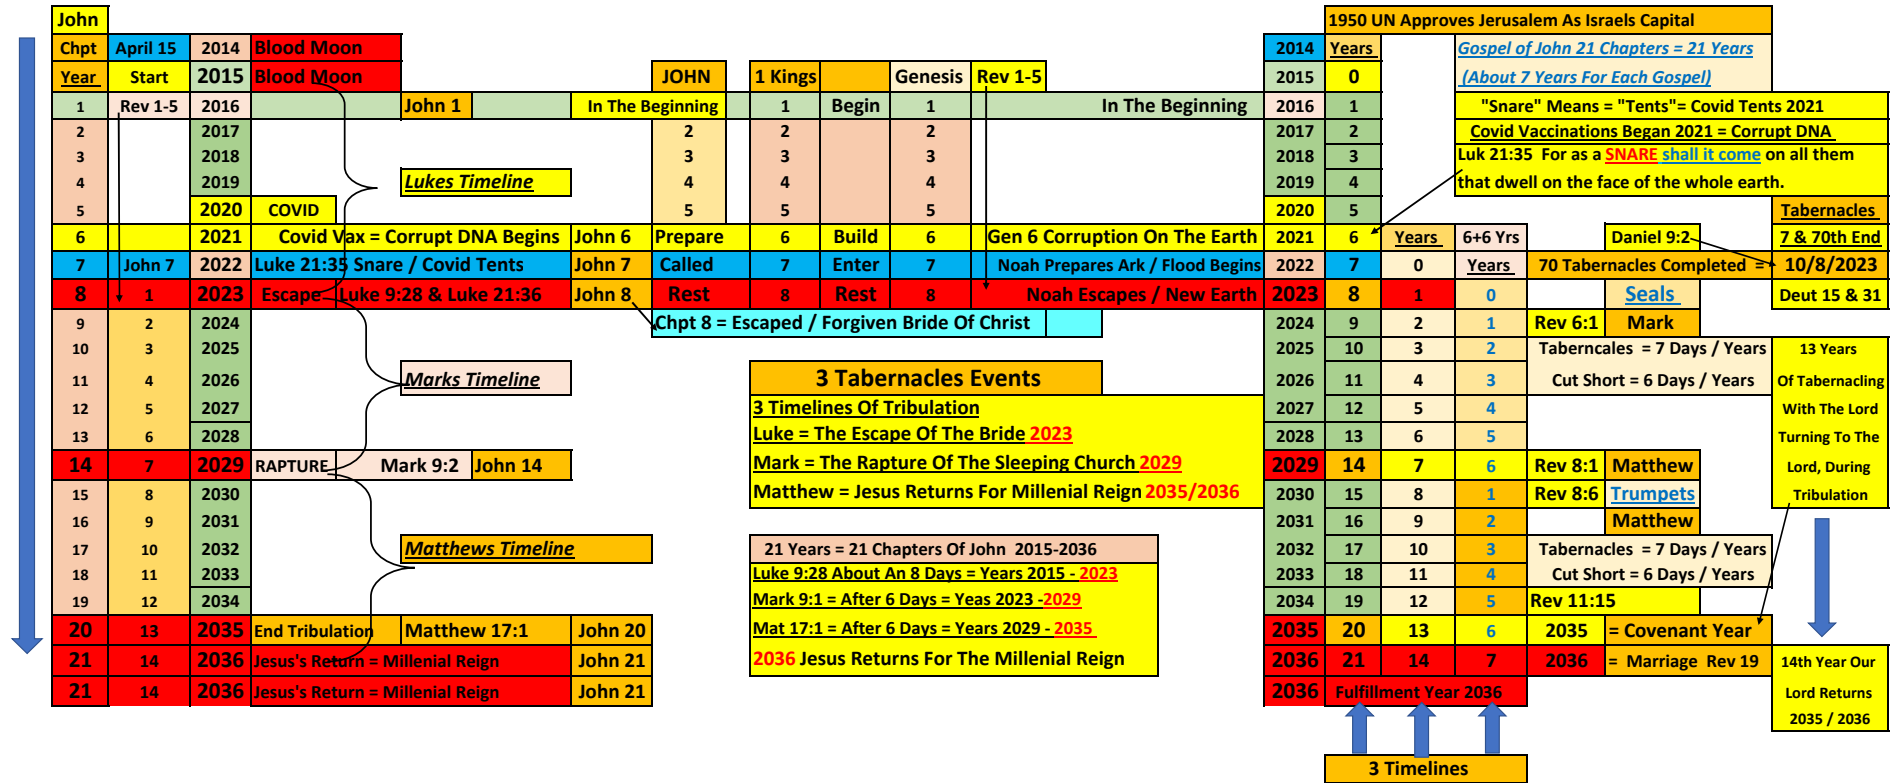 John 1950 UN Approves Jerusalem As Israels Capital
Chpt April 15 2014 Blood Moon 2014 Years Gospel of John 21 Chapters = 21 Years
Year Start 2015 Blood Moon JOHN 1 Kings Genesis Rev 1-5 2015 0 (About 7 Years For Each Gospel)
1 Rev 1-5 2016 John 1 In The Beginning 1 Begin 1 In The Beginning 2016 1 "Snare" Means = "Tents"= Covid Tents 2021
2 2017 2 2 2 2017 2 Covid Vaccinations Began 2021 = Corrupt DNA
3 2018 3 3 3 2018 3 Luk 21:35 For as a SNARE shall it come on all them
4 2019 Lukes Timeline 4 4 4 2019 4 that dwell on the face of the whole earth.
5 2020 COVID 5 5 5 2020 5 Tabernacles
6 2021 Covid Vax = Corrupt DNA Begins John 6 Prepare 6 Build 6 Gen 6 Corruption On The Earth 2021 6 Years 6+6 Yrs Daniel 9:2 7 & 70th End
7 John 7 2022 Luke 21:35 Snare / Covid Tents John 7 Called 7 Enter 7 Noah Prepares Ark / Flood Begins 2022 7 0 Years 70 Tabernacles Completed = 10/8/2023
8 1 2023 Escape Luke 9:28 & Luke 21:36 John 8 Rest 8 Rest 8 Noah Escapes / New Earth 2023 8 1 0 Seals Deut 15 & 31
9 2 2024 Chpt 8 = Escaped / Forgiven Bride Of Christ 2024 9 2 1 Rev 6:1 Mark
10 3 2025 2025 10 3 2 Taberncales = 7 Days / Years 13 Years
11 4 2026 Marks Timeline 3 Tabernacles Events 2026 11 4 3 Cut Short = 6 Days / Years Of Tabernacling
12 5 2027 3 Timelines Of Tribulation 2027 12 5 4 With The Lord
13 6 2028 Luke = The Escape Of The Bride 2023 2028 13 6 5 Turning To The
14 7 2029 RAPTURE Mark 9:2 John 14 Mark = The Rapture Of The Sleeping Church 2029 2029 14 7 6 Rev 8:1 Matthew Lord, During
15 8 2030 Matthew = Jesus Returns For Millenial Reign 2035/2036 2030 15 8 1 Rev 8:6 Trumpets Tribulation
16 9 2031 2031 16 9 2 Matthew
17 10 2032 Matthews Timeline 21 Years = 21 Chapters Of John 2015-2036 2032 17 10 3 Tabernacles = 7 Days / Years
18 11 2033 Luke 9:28 About An 8 Days = Years 2015 - 2023 2033 18 11 4 Cut Short = 6 Days / Years
19 12 2034 Mark 9:1 = After 6 Days = Yeas 2023 -2029 2034 19 12 5 Rev 11:15
20 13 2035 End Tribulation Matthew 17:1 John 20 Mat 17:1 = After 6 Days = Years 2029 - 2035 2035 20 13 6 2035 = Covenant Year
21 14 2036 Jesus's Return = Millenial Reign John 21 2036 Jesus Returns For The Millenial Reign 2036 21 14 7 2036 = Marriage Rev 19 14th Year Our
21 14 2036 Jesus's Return = Millenial Reign John 21 2036 Fulfillment Year 2036 Lord Returns
2035 / 2036
3 Timelines